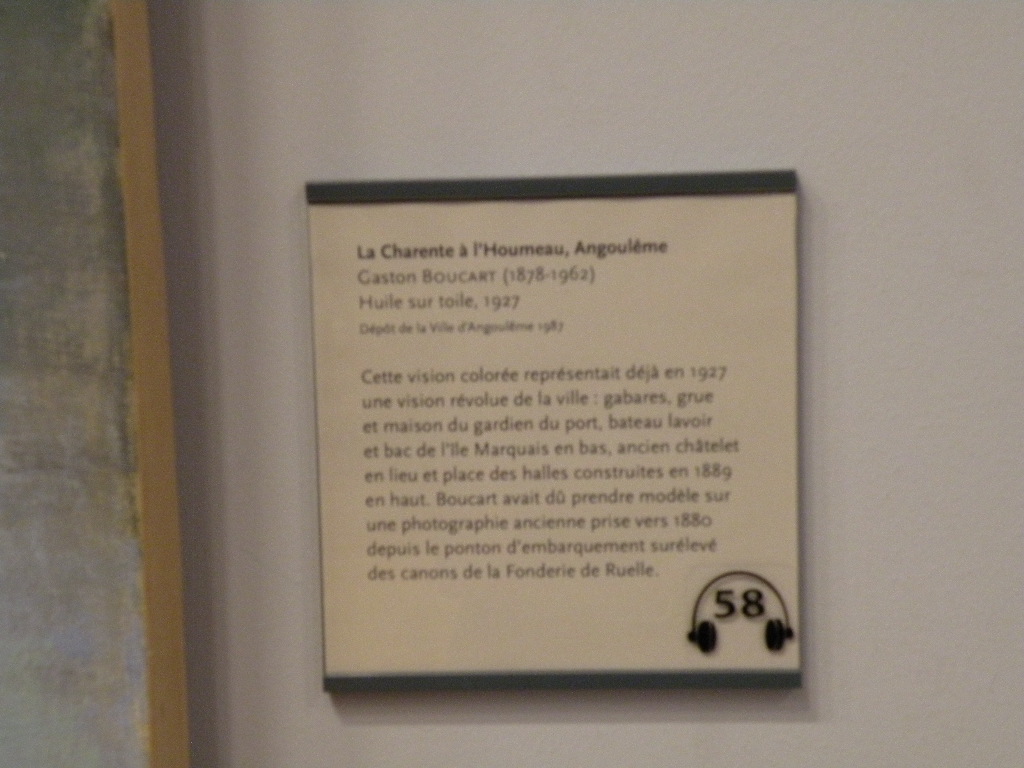 La Charente à l'Houmeau, Angoulême
Gaston BOUCART (1878-1962)
Huile sur toile, 1927
Dépôt de la Ville d'Angoulême 1987
Cette vision colorée représentait déjà en 1927
une vision révolue de la ville : gabares, grue
et maison du gardien du port, bateau lavoir
et bac de l'île Marquais en bas, ancien châtelet
en lieu et place des halles construites en 1889
en haut. Boucart avait dû prendre modèle sur
une photographie ancienne prise vers 1880
depuis le ponton d'embarquement surélevé
des canons de la Fonderie de Ruelle.
58